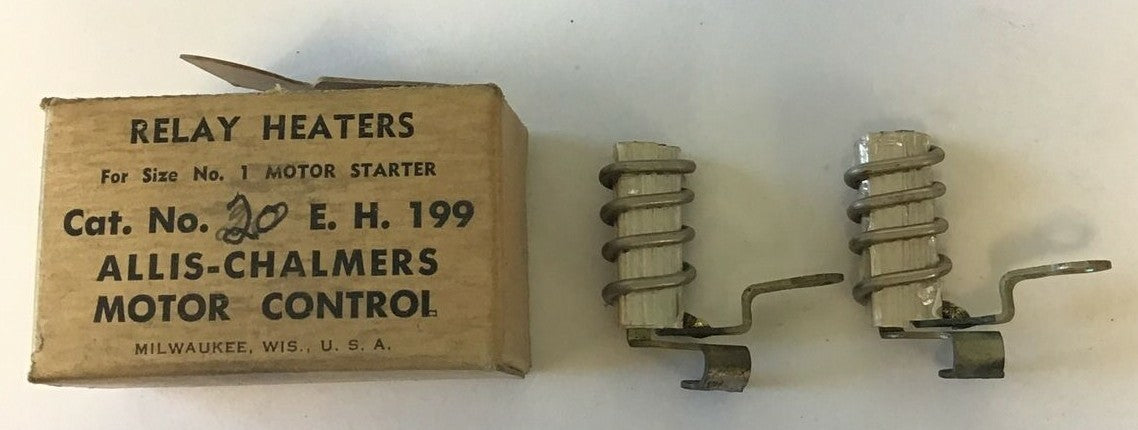 RELAY HEATERS
For Size No. 1 MOTOR STARTER
Cat. No. 20 E. H. 199
ALLIS-CHALMERS
MOTOR CONTROL
MILWAUKEE, WIS., U. S. A.